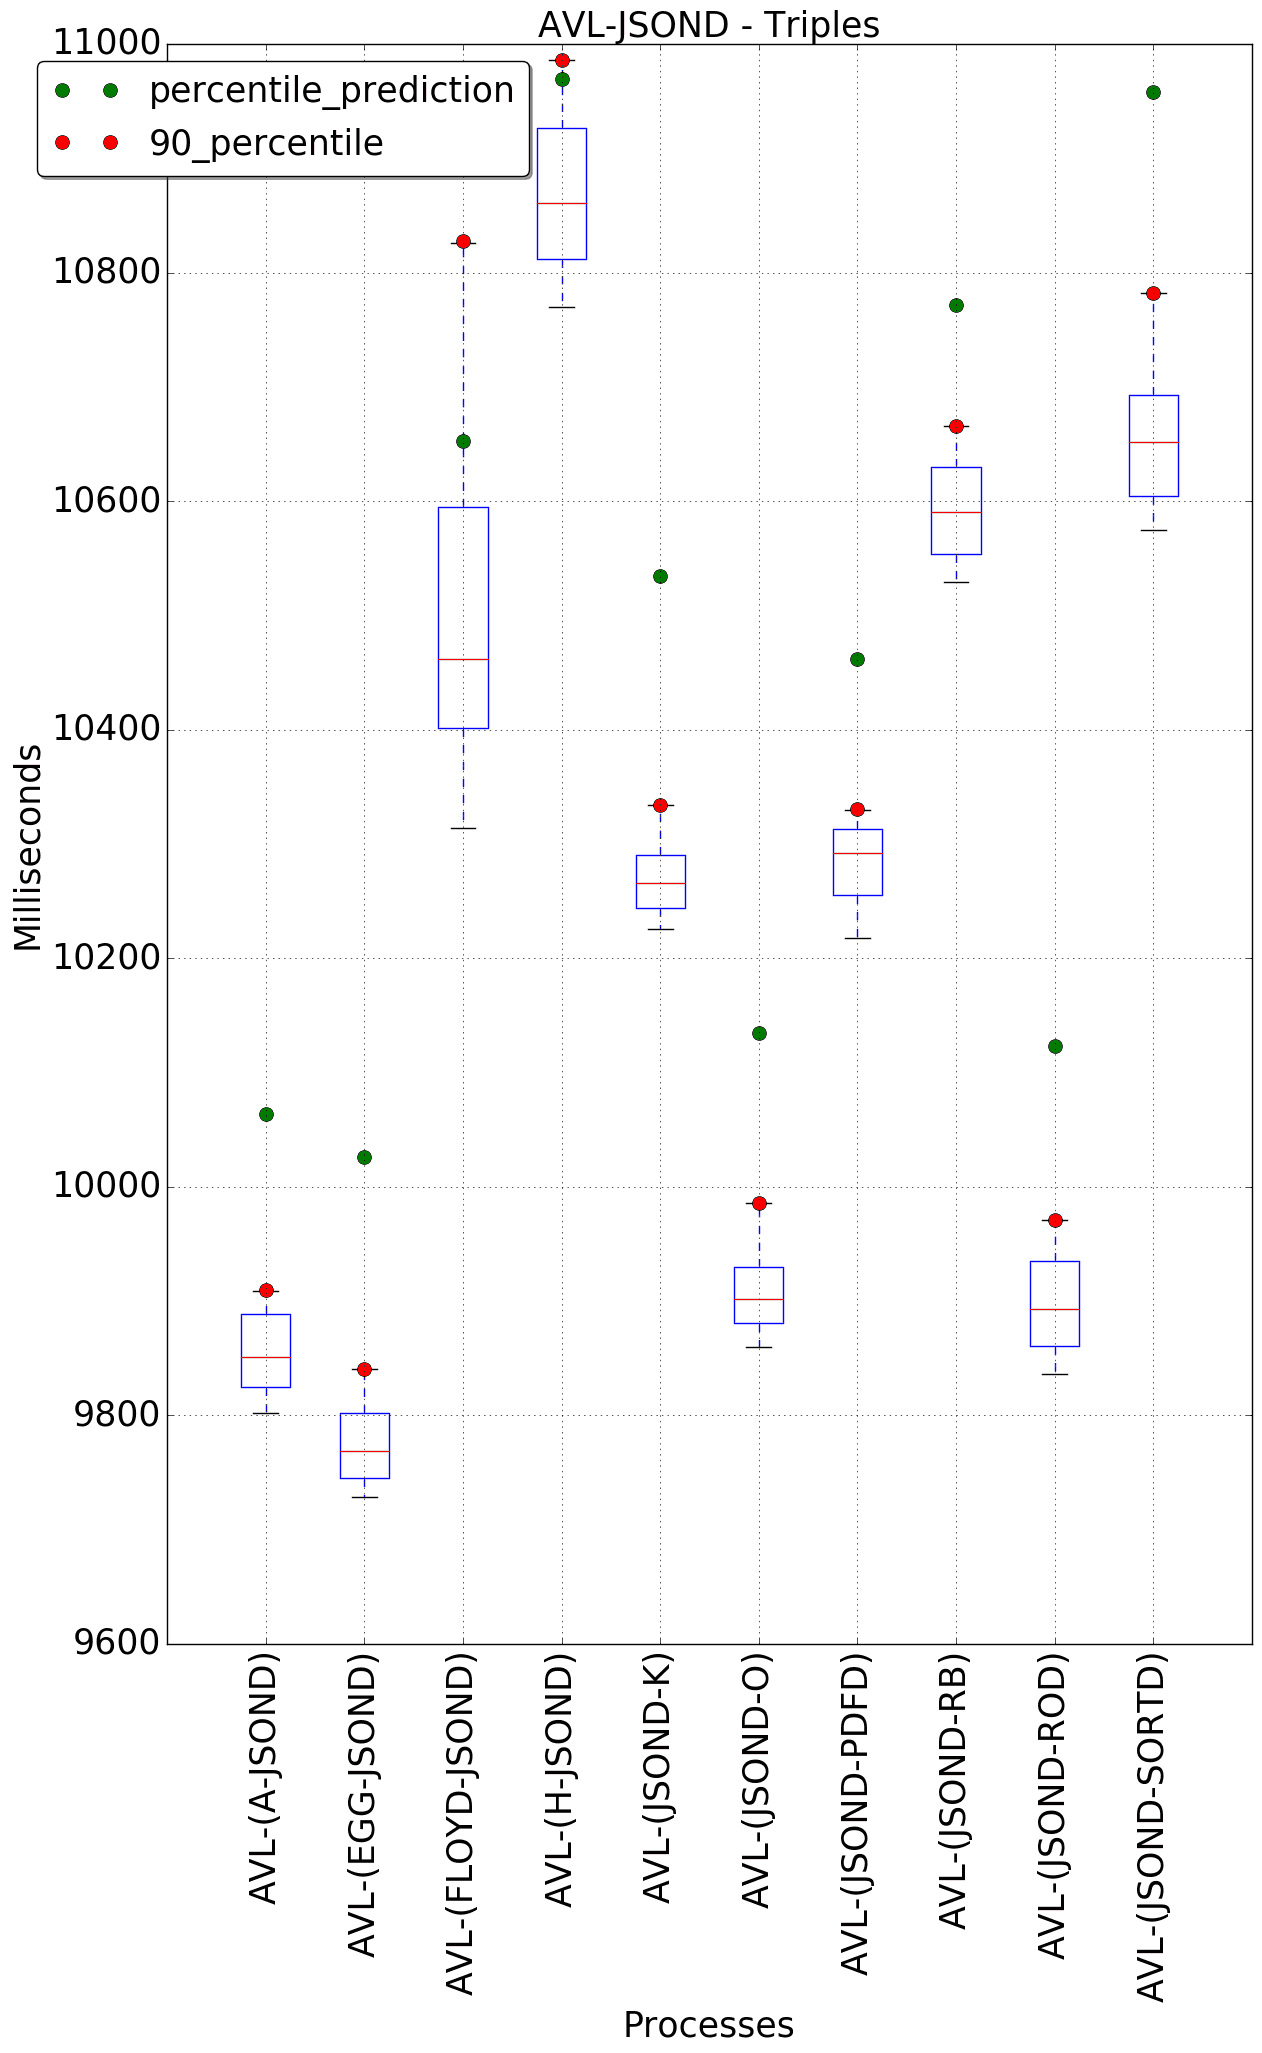 AVL-JSOND - Triples
percentile_prediction
90_percentile
11000
10800
10600
10400
10200
10000
9800
9600
Milliseconds
AVL-(A-JSOND)
AVL-(EGG-JSOND)
AVL-(FLOYD-JSOND)
AVL-(H-JSOND)
AVL-(JSOND-K)
AVL-(JSOND-O)
AVL-(JSOND-PDFD)
AVL-(JSOND-RB)
AVL-(JSOND-ROD)
AVL-(JSOND-SORTD)
Processes